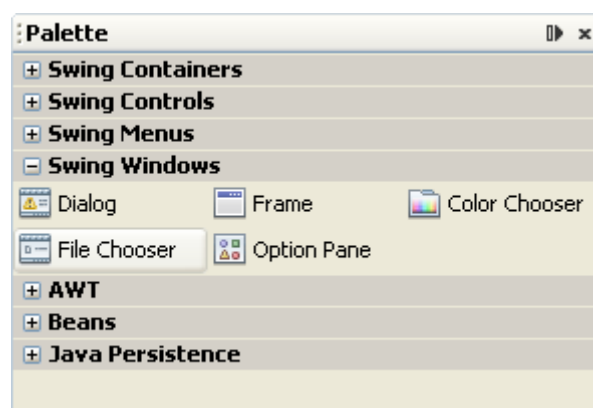 Palette
Swing Containers
Swing Controls
Swing Menus
Swing Windows
Dialog Frame Color Chooser
File Chooser Option Pane
AWT
Beans
Java Persistence